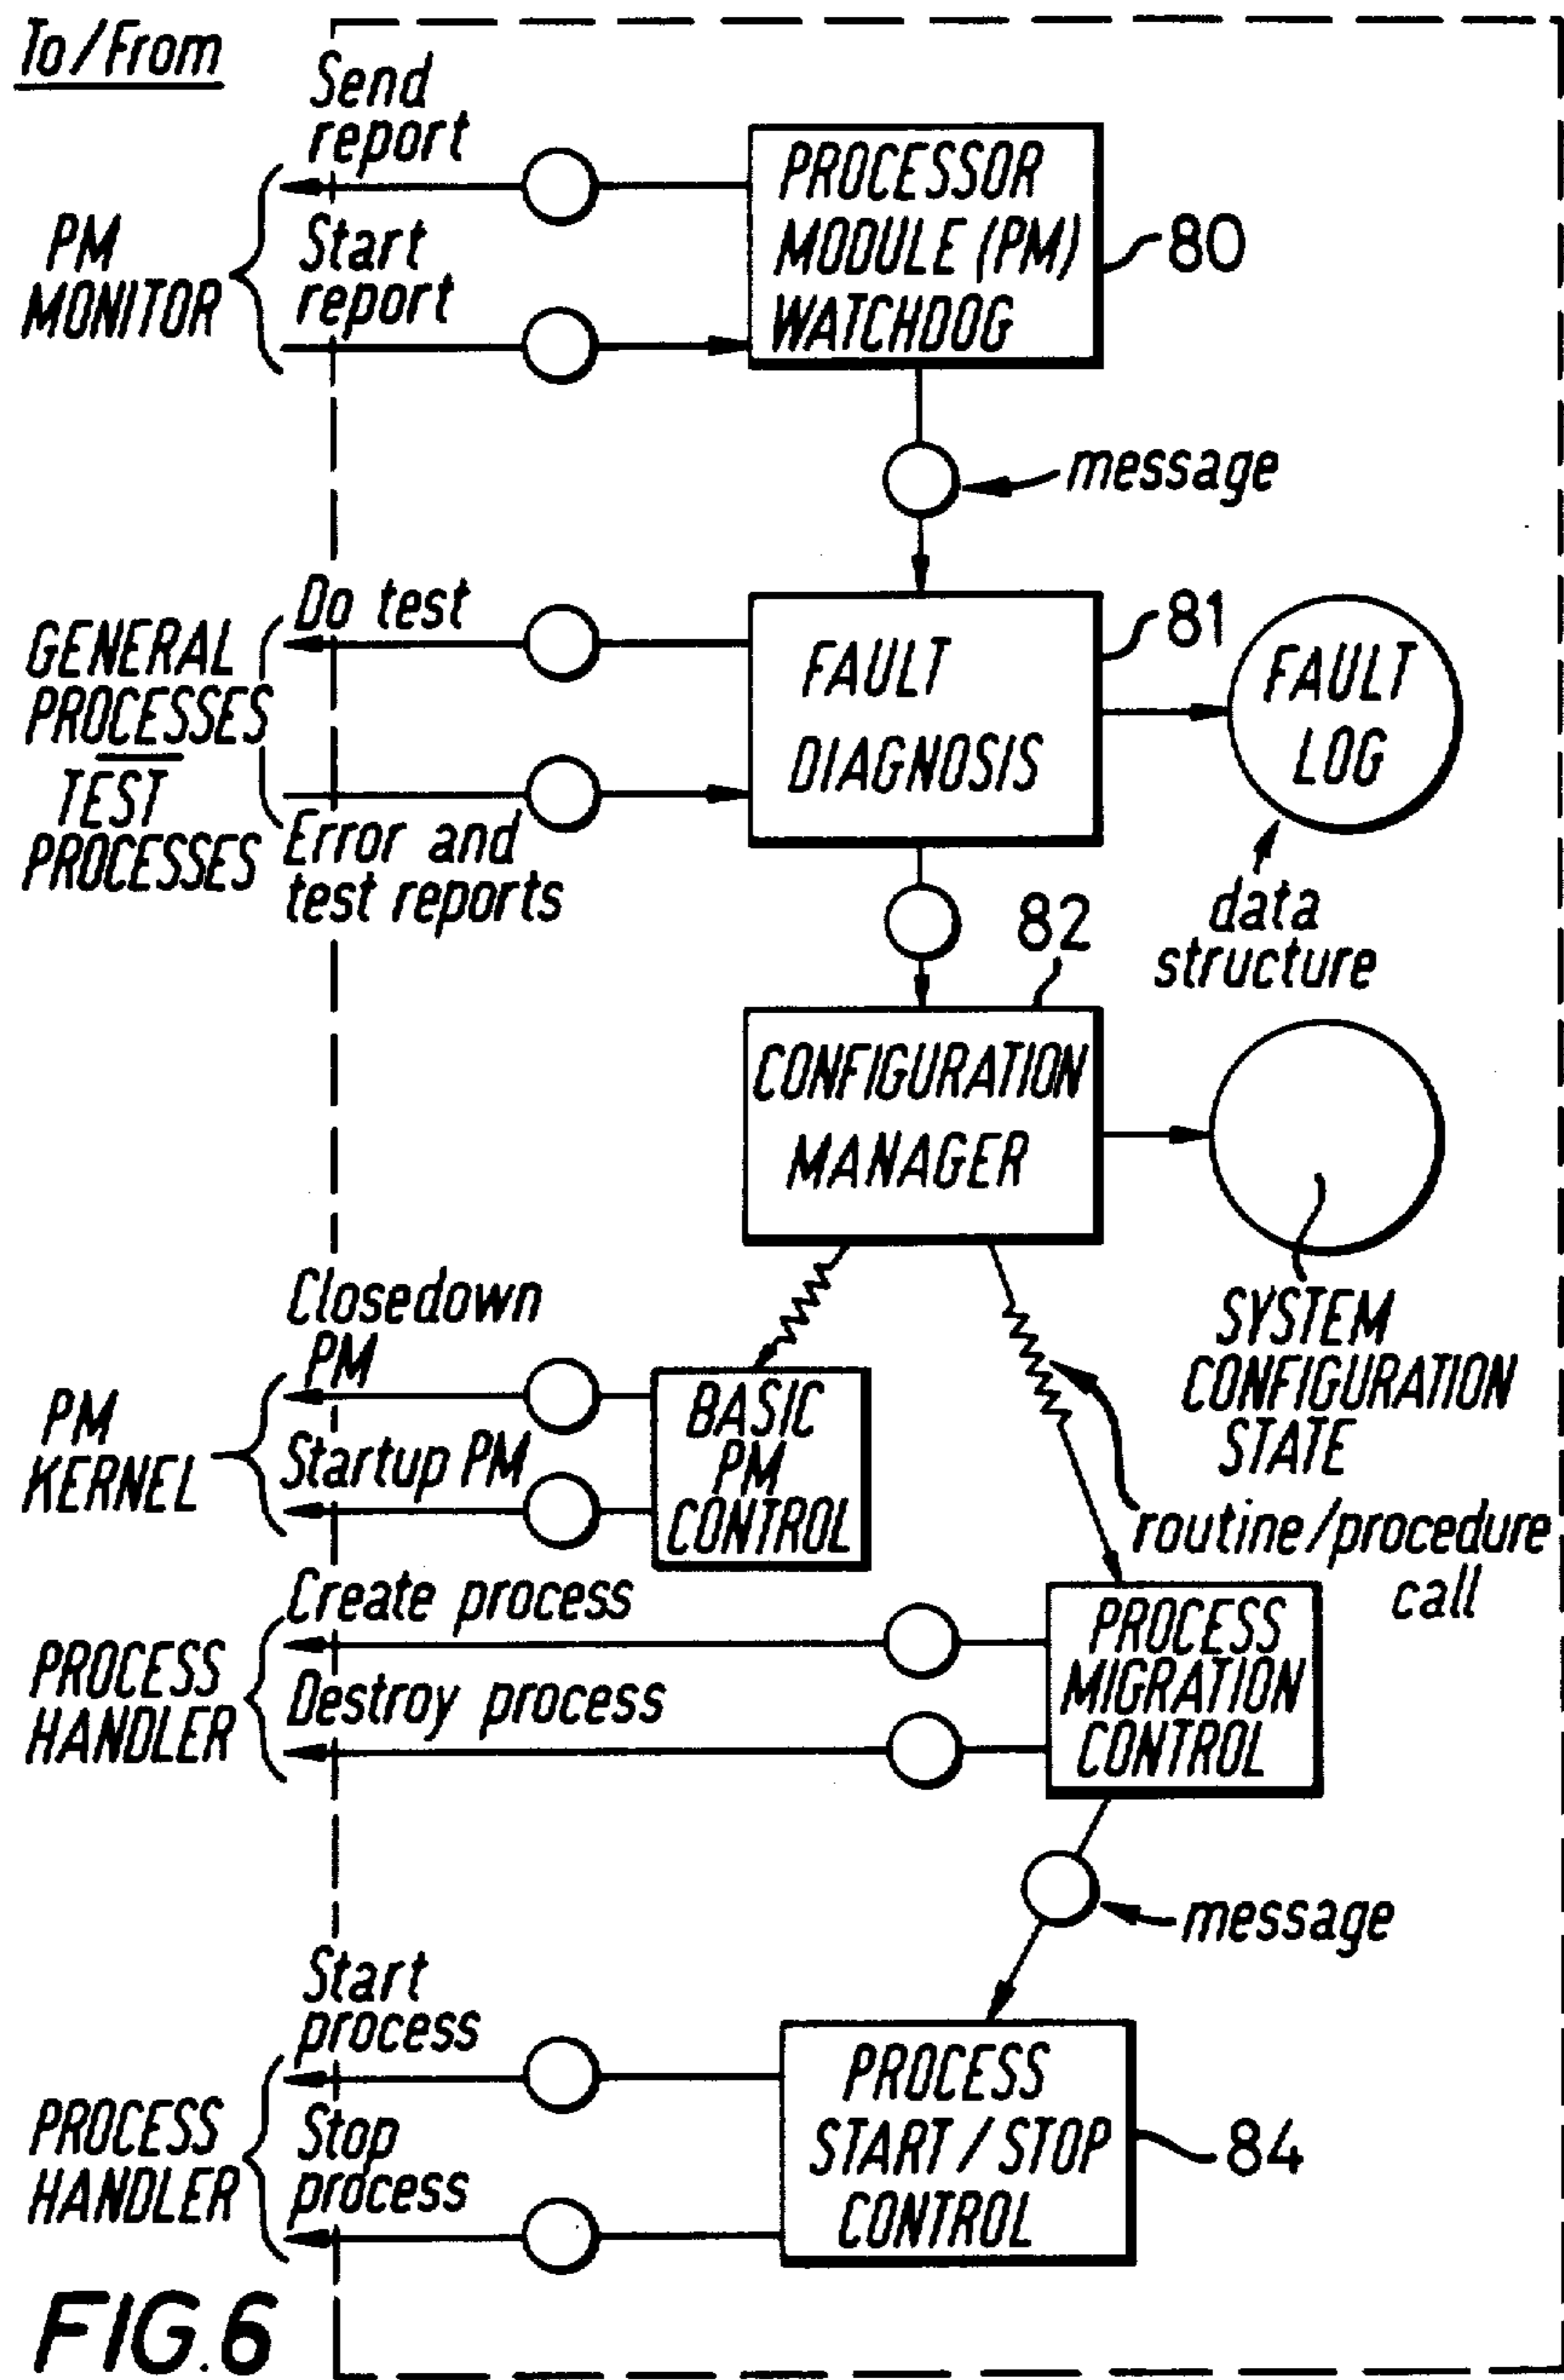 To/From
Send
report
PM
MONITOR
Start
report
PROCESSOR
MODULE (PM)
WATCHDOG
80
message
GENERAL
PROCESSES
TEST
PROCESSES
Do test
Error and
test reports
FAULT
DIAGNOSIS
81
FAULT
LOG
data
structure
82
CONFIGURATION
MANAGER
SYSTEM
CONFIGURATION
STATE
PM
KERNEL
Closedown
PM
Startup PM
BASIC
PM
CONTROL
routine/procedure
call
PROCESS
HANDLER
Create process
Destroy process
PROCESS
MIGRATION
CONTROL
message
PROCESS
HANDLER
Start
process
Stop
process
PROCESS
START/STOP
CONTROL
84
FIG.6